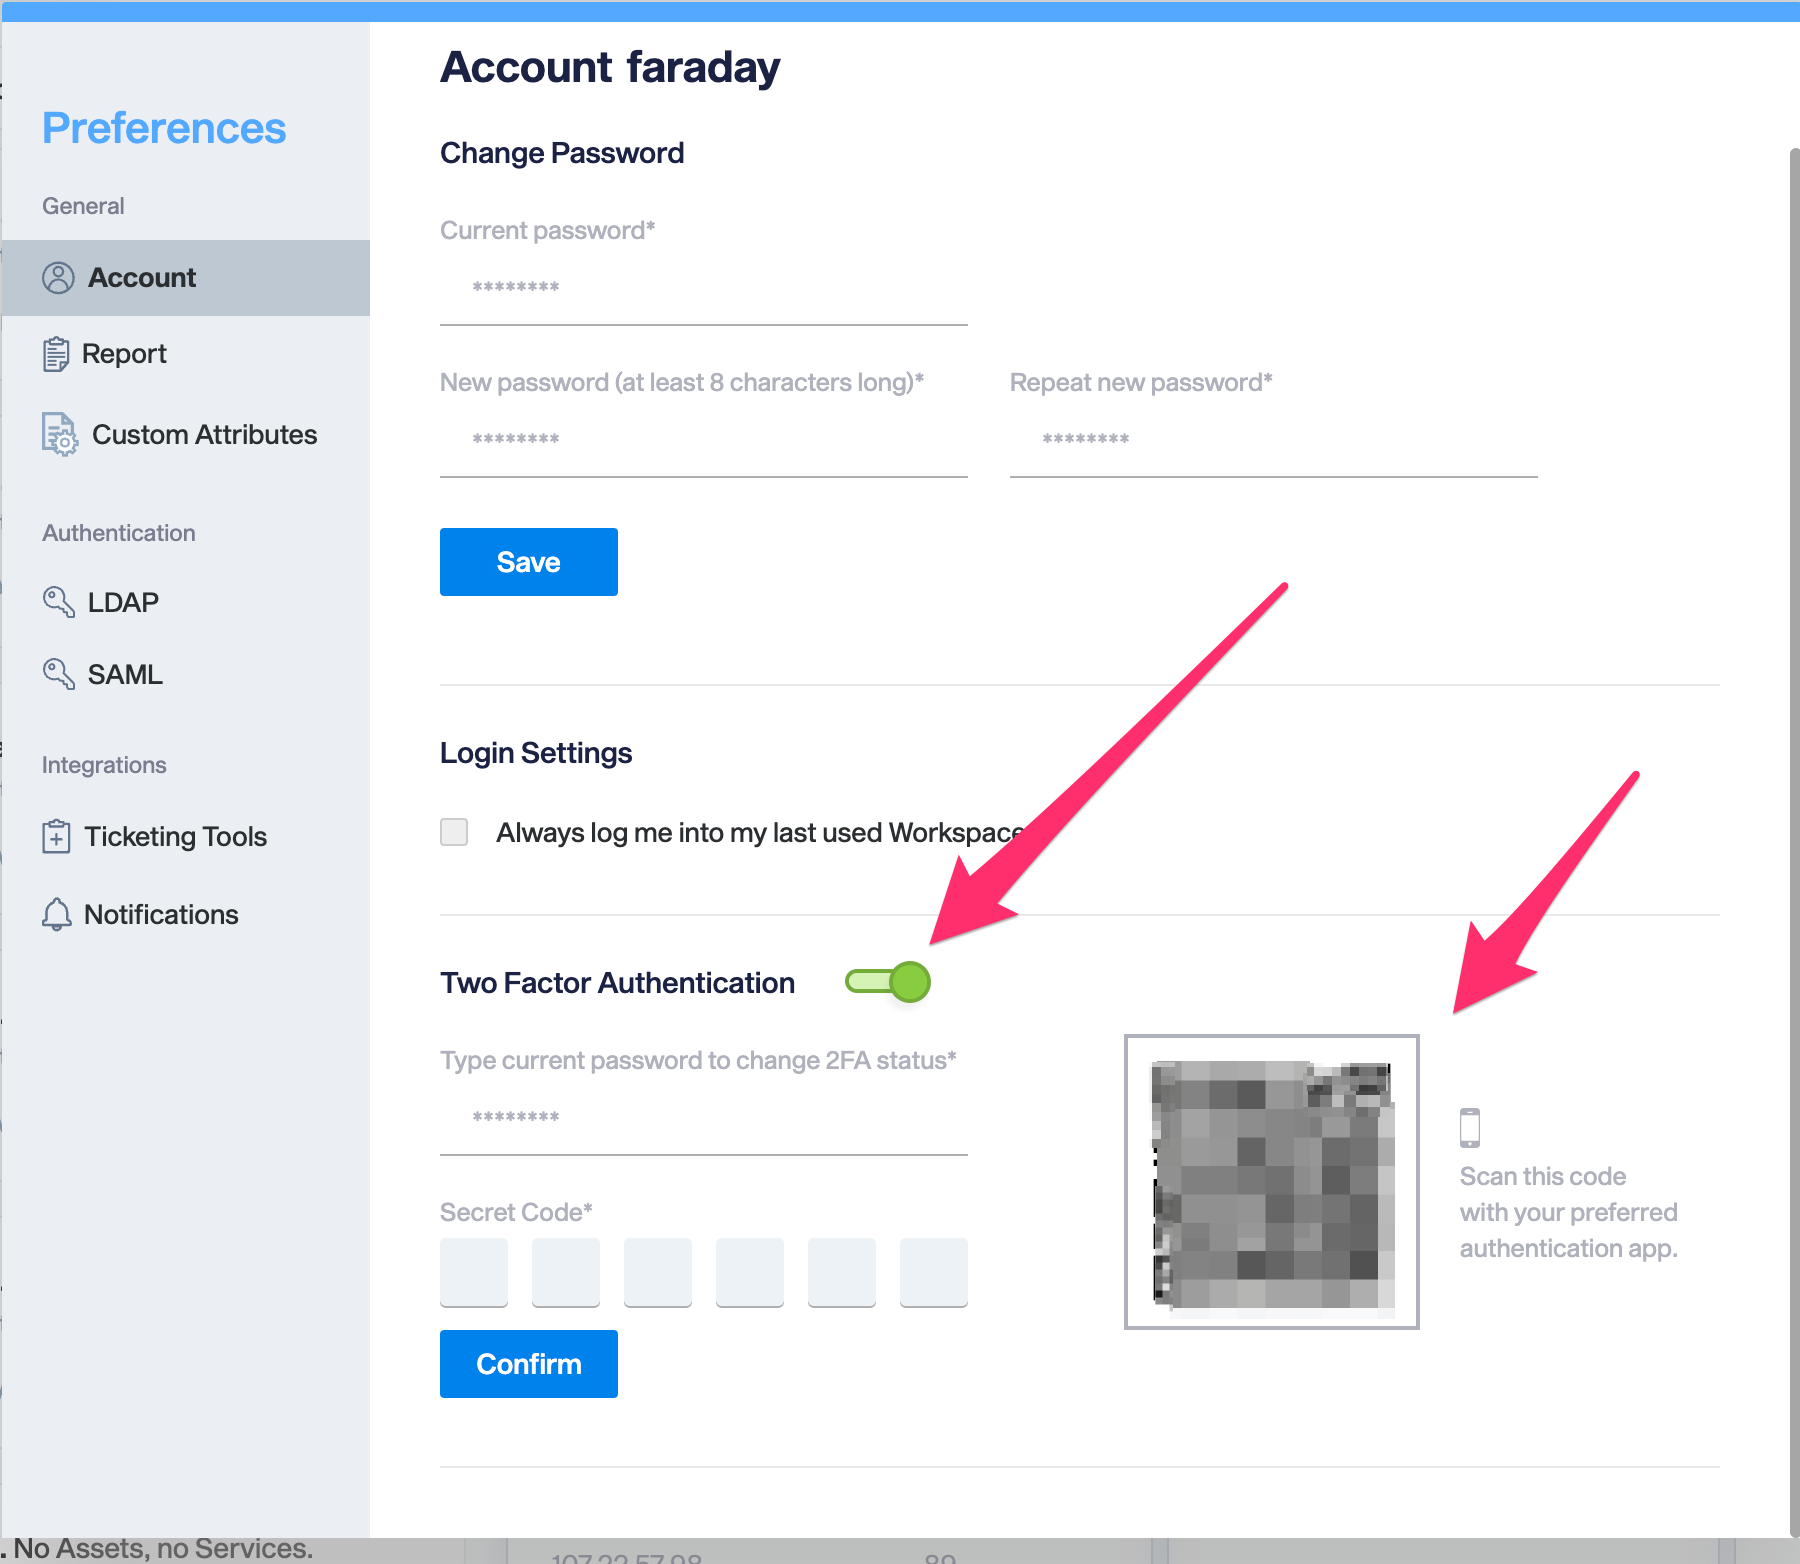 Preferences
General
Account
Report
Custom Attributes
Authentication
LDAP
SAML
Integrations
Ticketing Tools
Notifications
Account faraday
Change Password
Current password*
********
New password (at least 8 characters long)*
Repeat new password*
********
********
Save
Login Settings
Always log me into my last used Workspace
Two Factor Authentication
Type current password to change 2FA status*
********
Secret Code*
Confirm
Scan this code
with your preferred
authentication app.
. No Assets, no Services.